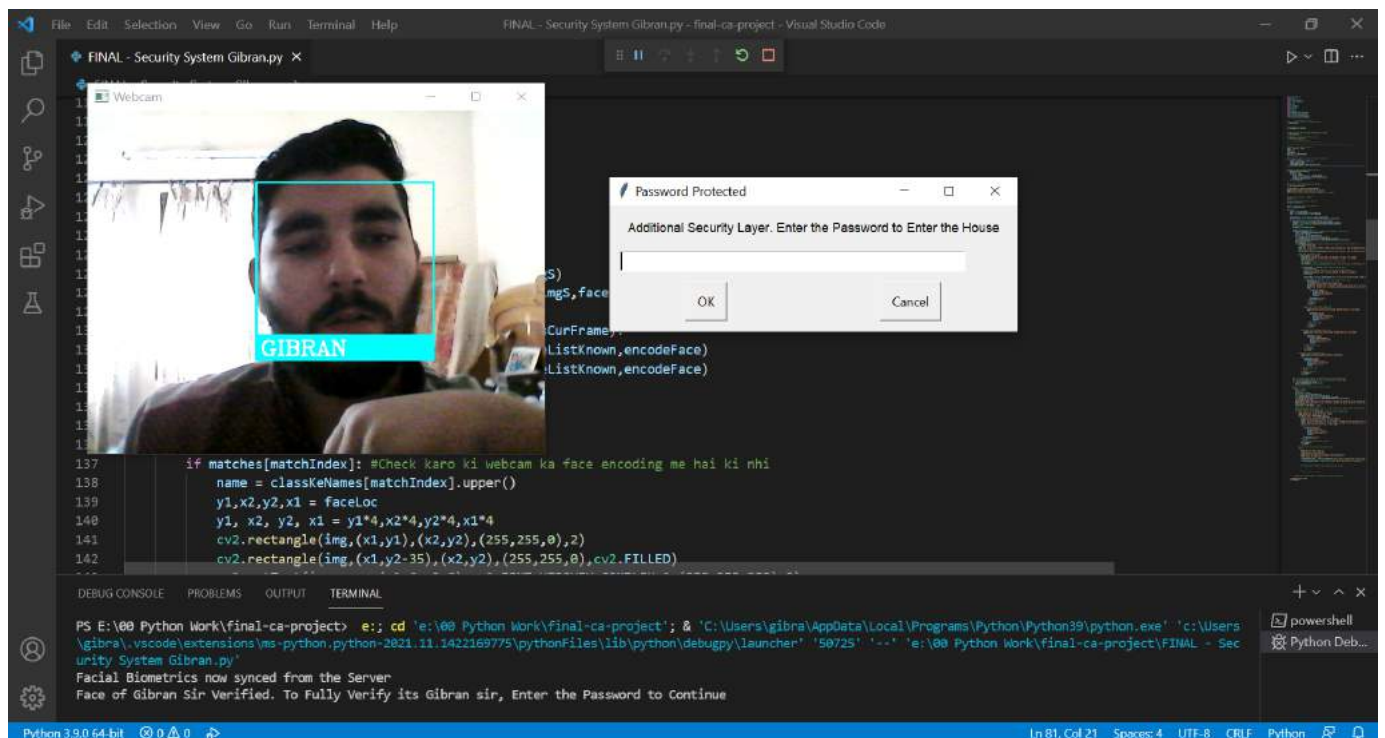 File Edit Selection View Go Run Terminal Help
FINAL - Security System Gibran.py - final-ca-project - Visual Studio Code
FINAL - Security System Gibran.py
Webcam
GIBRAN
Password Protected
Additional Security Layer. Enter the Password to Enter the House
OK Cancel
mgS,face
CurFrame):
ListKnown,encodeFace)
ListKnown,encodeFace)
137 if matches[matchIndex]: #Check karo ki webcam ka face encoding me hai ki nhi
138 name = classKeNames[matchIndex].upper()
139 y1,x2,y2,x1 = faceLoc
140 y1, x2, y2, x1 = y1*4,x2*4,y2*4,x1*4
141 cv2.rectangle(img,(x1,y1),(x2,y2),(255,255,0),2)
142 cv2.rectangle(img,(x1,y2-35),(x2,y2),(255,255,0),cv2.FILLED)
DEBUG CONSOLE PROBLEMS OUTPUT TERMINAL
powershell
Python Deb...
PS E:\00 Python Work\final-ca-project> e:; cd 'e:\00 Python Work\final-ca-project'; & 'C:\Users\gibra\AppData\Local\Programs\Python\Python39\python.exe' 'c:\Users
\gibra\.vscode\extensions\ms-python.python-2021.11.1422169775\pythonFiles\lib\python\debugpy\launcher' '50725' '--' 'e:\00 Python Work\final-ca-project\FINAL - Sec
urity System Gibran.py'
Facial Biometrics now synced from the Server
Face of Gibran Sir Verified. To Fully Verify its Gibran sir, Enter the Password to Continue
Python 3.9.0 64-bit 0 0 0 Ln 81, Col 21 Spaces: 4 UTF-8 CRLF Python